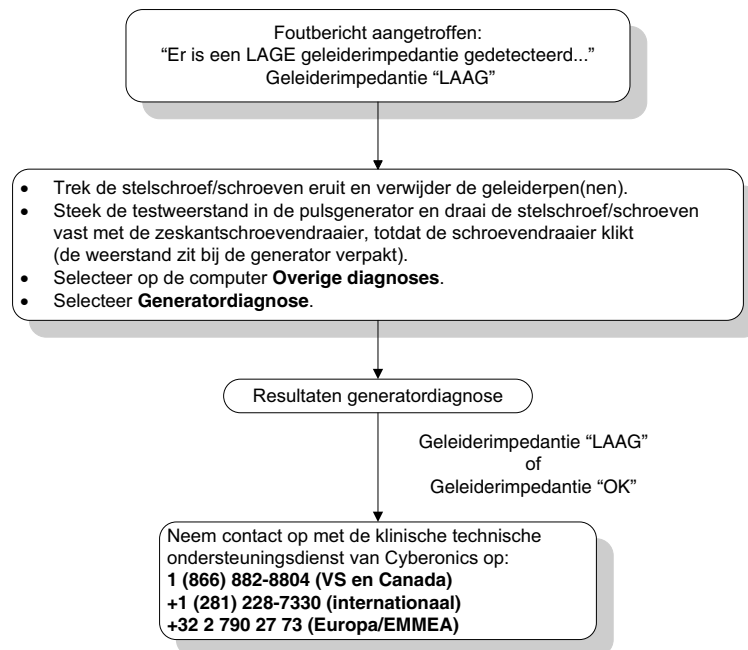 Foutbericht aangetroffen:
“Er is een LAGE geleiderimpedantie gedetecteerd...”
Geleiderimpedantie “LAAG”
• Trek de stelschroef/schroeven eruit en verwijder de geleiderpen(nen).
• Steek de testweerstand in de pulsgenerator en draai de stelschroef/schroeven
vast met de zeskantschroevendraaier, totdat de schroevendraaier klikt
(de weerstand zit bij de generator verpakt).
• Selecteer op de computer Overige diagnoses.
• Selecteer Generatordiagnose.
Resultaten generatordiagnose
Geleiderimpedantie “LAAG”
of
Geleiderimpedantie “OK”
Neem contact op met de klinische technische
ondersteuningsdienst van Cyberonics op:
1 (866) 882-8804 (VS en Canada)
+1 (281) 228-7330 (internationaal)
+32 2 790 27 73 (Europa/EMMEA)